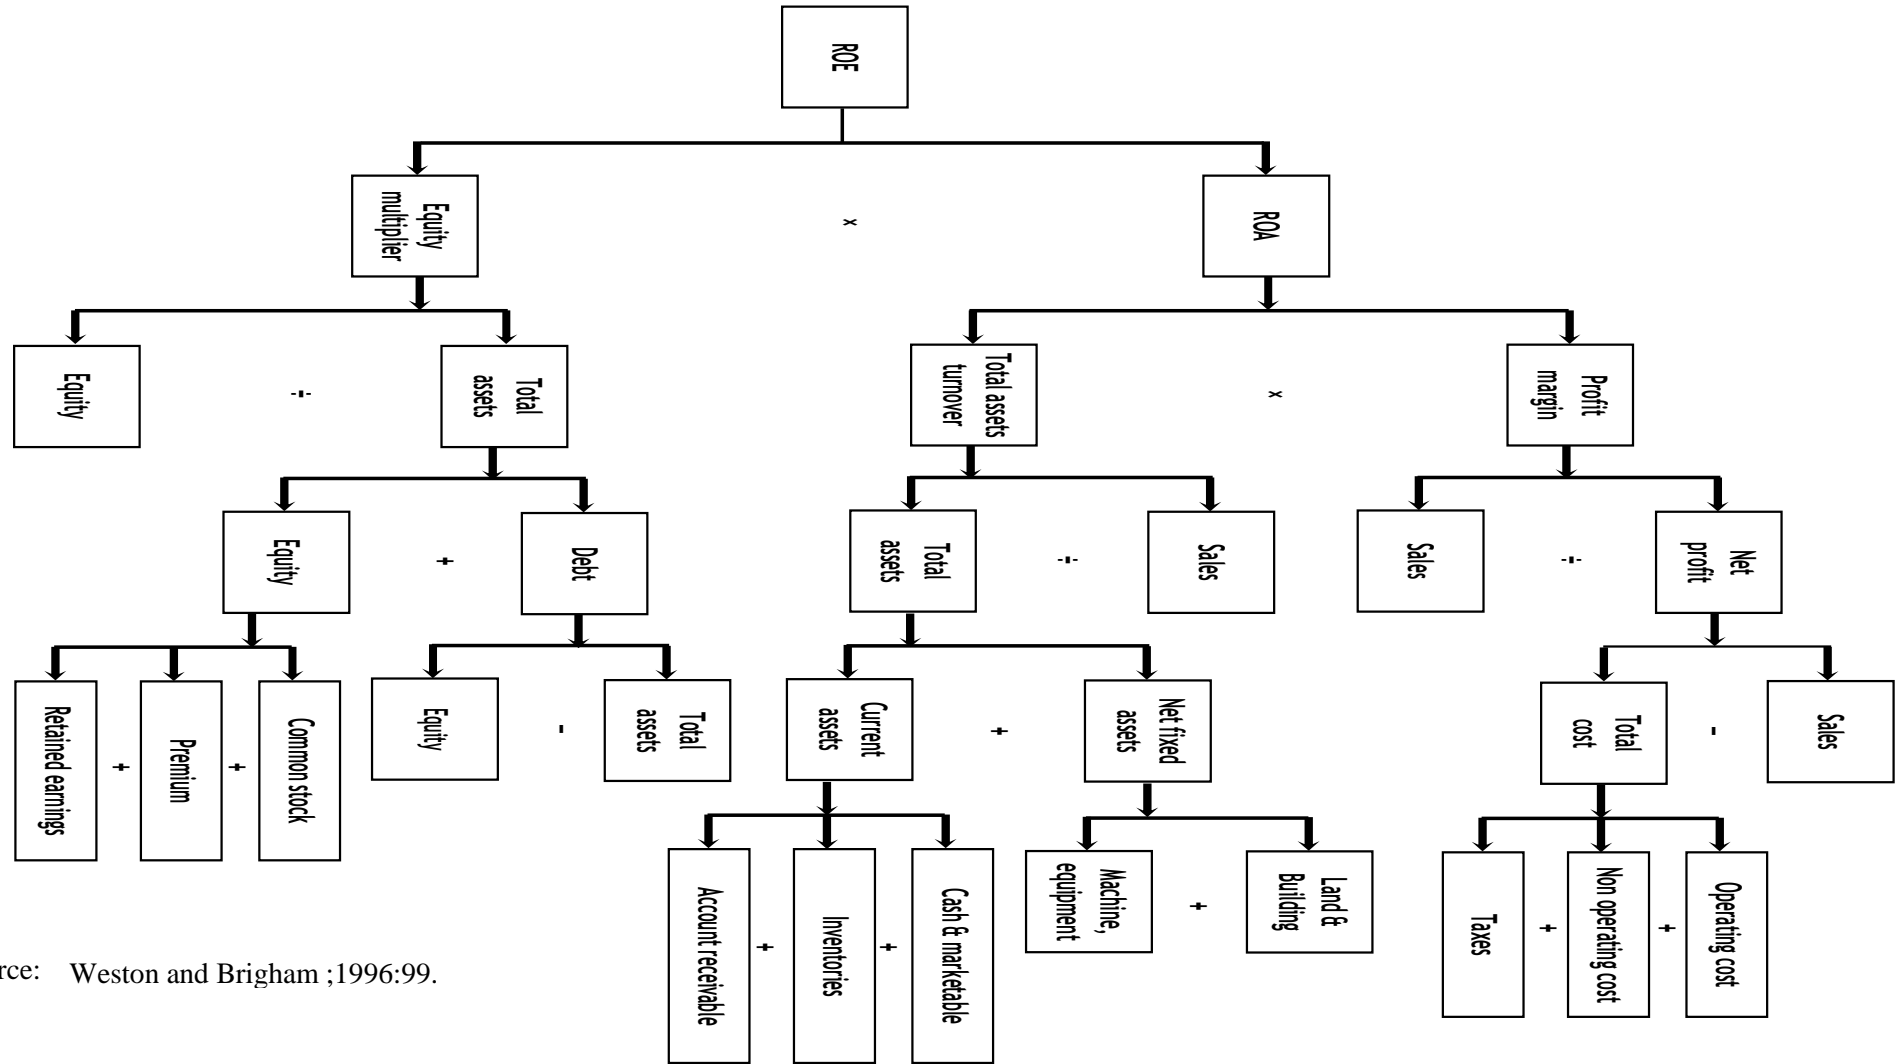 ROE
Equity
multiplier
×
ROA
Equity
÷
Total
assets
Total assets
turnover
×
Profit
margin
Equity
+
Debt
Total
assets
÷
Sales
Sales
÷
Net
profit
Retained earnings
+
Premium
+
Common stock
Equity
-
Total
assets
Current
assets
+
Net fixed
assets
Total
cost
-
Sales
Account receivable
+
Inventories
+
Cash & marketable
Machine,
equipment
+
Land &
Building
Taxes
+
Non operating cost
+
Operating cost
rce: Weston and Brigham ;1996:99.